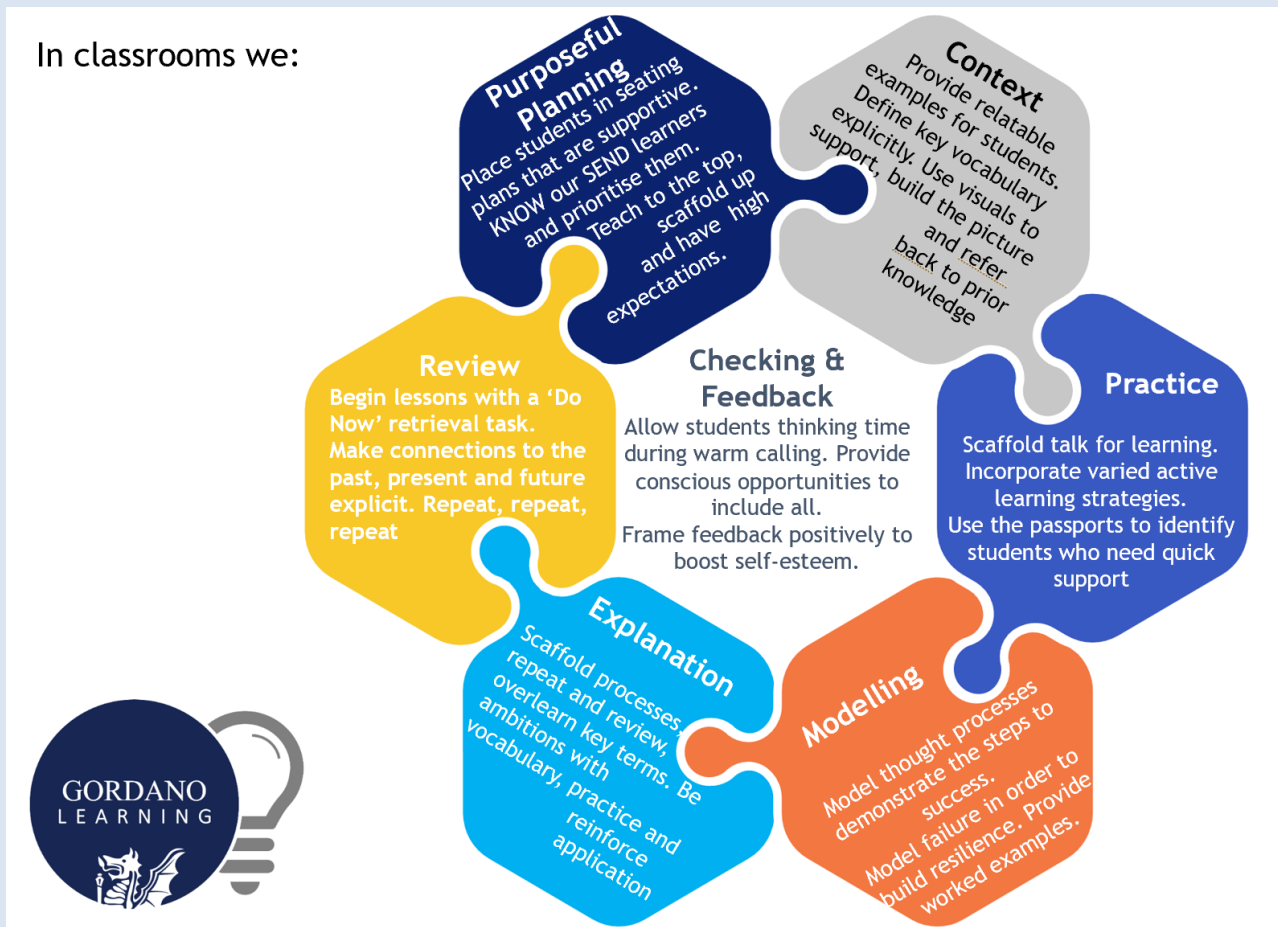 In classrooms we:
Purposeful
Planning
Place students in seating
plans that are supportive.
KNOW our SEND learners
and prioritise them.
Teach to the top,
scaffold up
and have high
expectations.
Context
Provide relatable
examples for students.
Define key vocabulary
explicitly. Use visuals to
support, build the picture
and refer
back to prior
knowledge
Review
Begin lessons with a ‘Do
Now’ retrieval task.
Make connections to the
past, present and future
explicit. Repeat, repeat,
repeat
Checking &
Feedback
Allow students thinking time
during warm calling. Provide
conscious opportunities to
include all.
Frame feedback positively to
boost self-esteem.
Practice
Scaffold talk for learning.
Incorporate varied active
learning strategies.
Use the passports to identify
students who need quick
support
Explanation
Scaffold processes,
repeat and review,
overlearn key terms. Be
ambitions with
vocabulary, practice and
reinforce
application
Modelling
Model thought processes
demonstrate the steps to
success.
Model failure in order to
build resilience. Provide
worked examples.
GORDANO
LEARNING